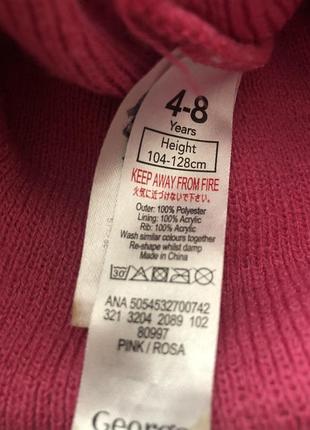 4-8
Years
Height
104-128cm
KEEP AWAY FROM FIRE
火気に近づけないで下さい。
Outer: 100% Polyester
Lining: 100% Acrylic
Rib: 100% Acrylic
Wash similar colours together
Re-shape whilst damp
Made in China
30
ANA 5054532700742
321 3204 2089 102
80997
PINK / ROSA
George